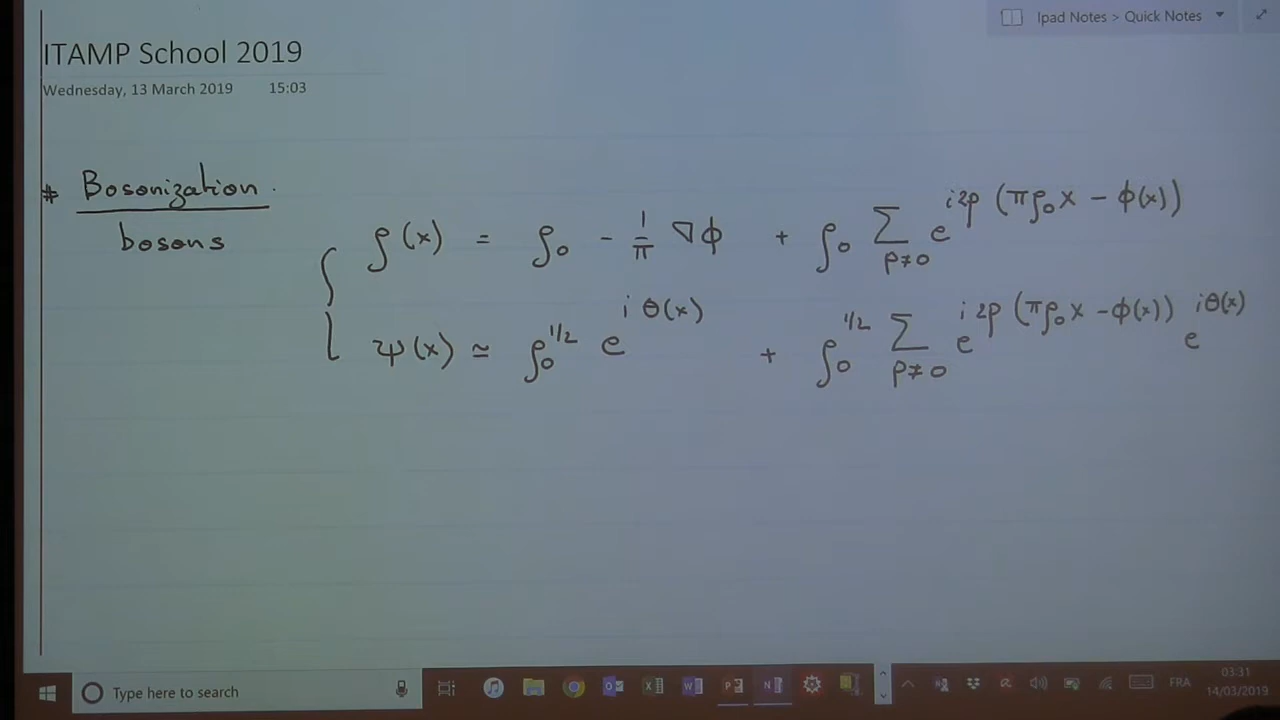 Ipad Notes > Quick Notes
ITAMP School 2019
Wednesday, 13 March 2019 15:03
* Bosonization.
bosons
ρ(x) = ρ₀ - 1/π ∇ϕ + ρ₀ ∑_{p≠0} e^{i2p(πρ₀x - ϕ(x))}
ψ(x) ≃ ρ₀^{1/2} e^{iθ(x)} + ρ₀^{1/2} ∑_{p≠0} e^{i2p(πρ₀x - ϕ(x))} e^{iθ(x)}
Type here to search
FRA
03:31
14/03/2019